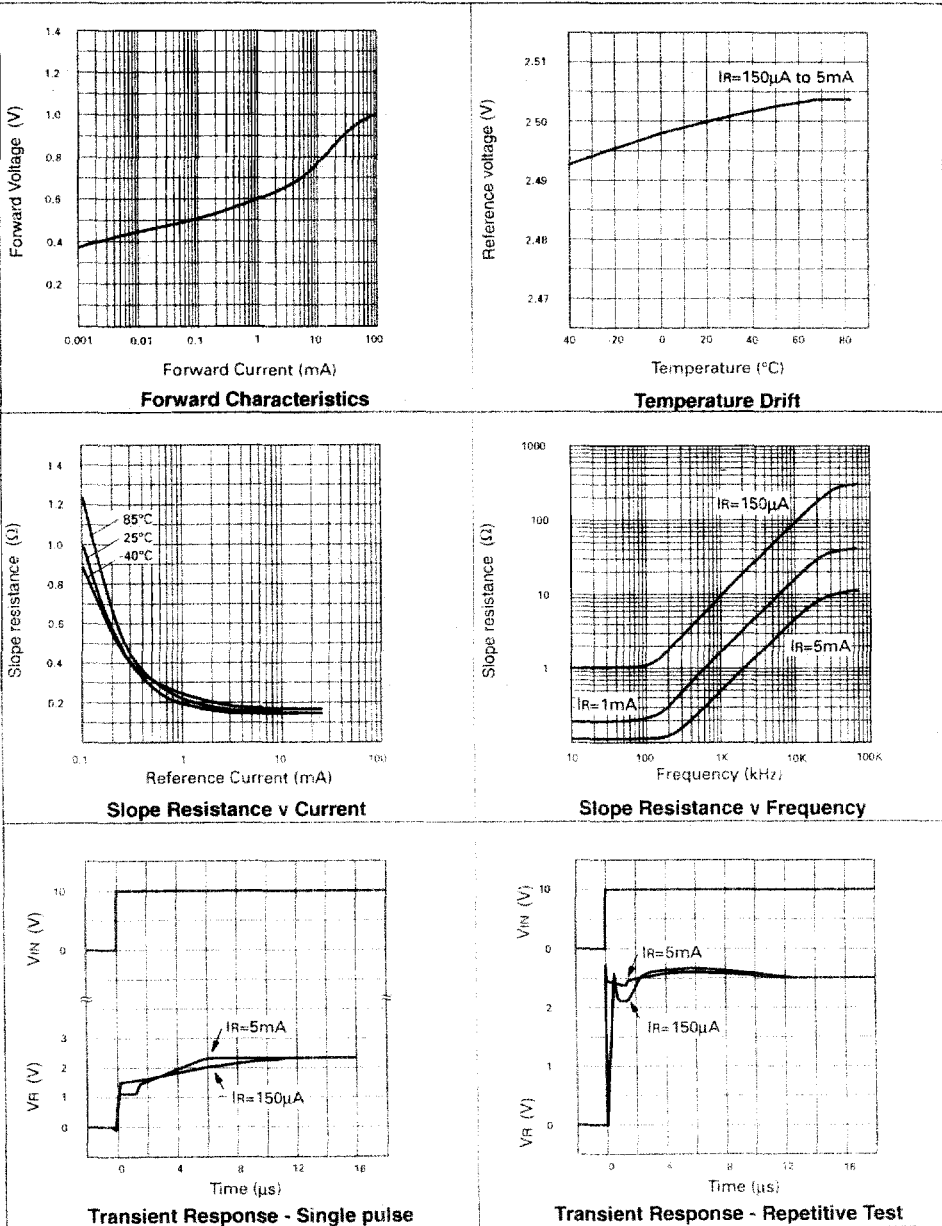 1.4
1.2
1.0
0.8
0.6
0.4
0.2
Forward Voltage (V)
0.001 0.01 0.1 1 10 100
Forward Current (mA)
Forward Characteristics
2.51
2.50
2.49
2.48
2.47
Reference voltage (V)
IR=150µA to 5mA
40 -20 0 20 40 60 80
Temperature (°C)
Temperature Drift
1.4
1.2
1.0
0.8
0.6
0.4
0.2
Slope resistance (Ω)
85°C
25°C
-40°C
0.1 1 10 100
Reference Current (mA)
Slope Resistance v Current
1000
100
10
1
Slope resistance (Ω)
IR=150µA
IR=5mA
IR=1mA
10 100 1K 10K 100K
Frequency (kHz)
Slope Resistance v Frequency
10
0
VIN (V)
3
2
1
0
VR (V)
IR=5mA
IR=150µA
0 4 8 12 16
Time (µs)
Transient Response - Single pulse
10
0
VIN (V)
2
1
0
VR (V)
IR=5mA
IR=150µA
0 4 8 12 16
Time (µs)
Transient Response - Repetitive Test